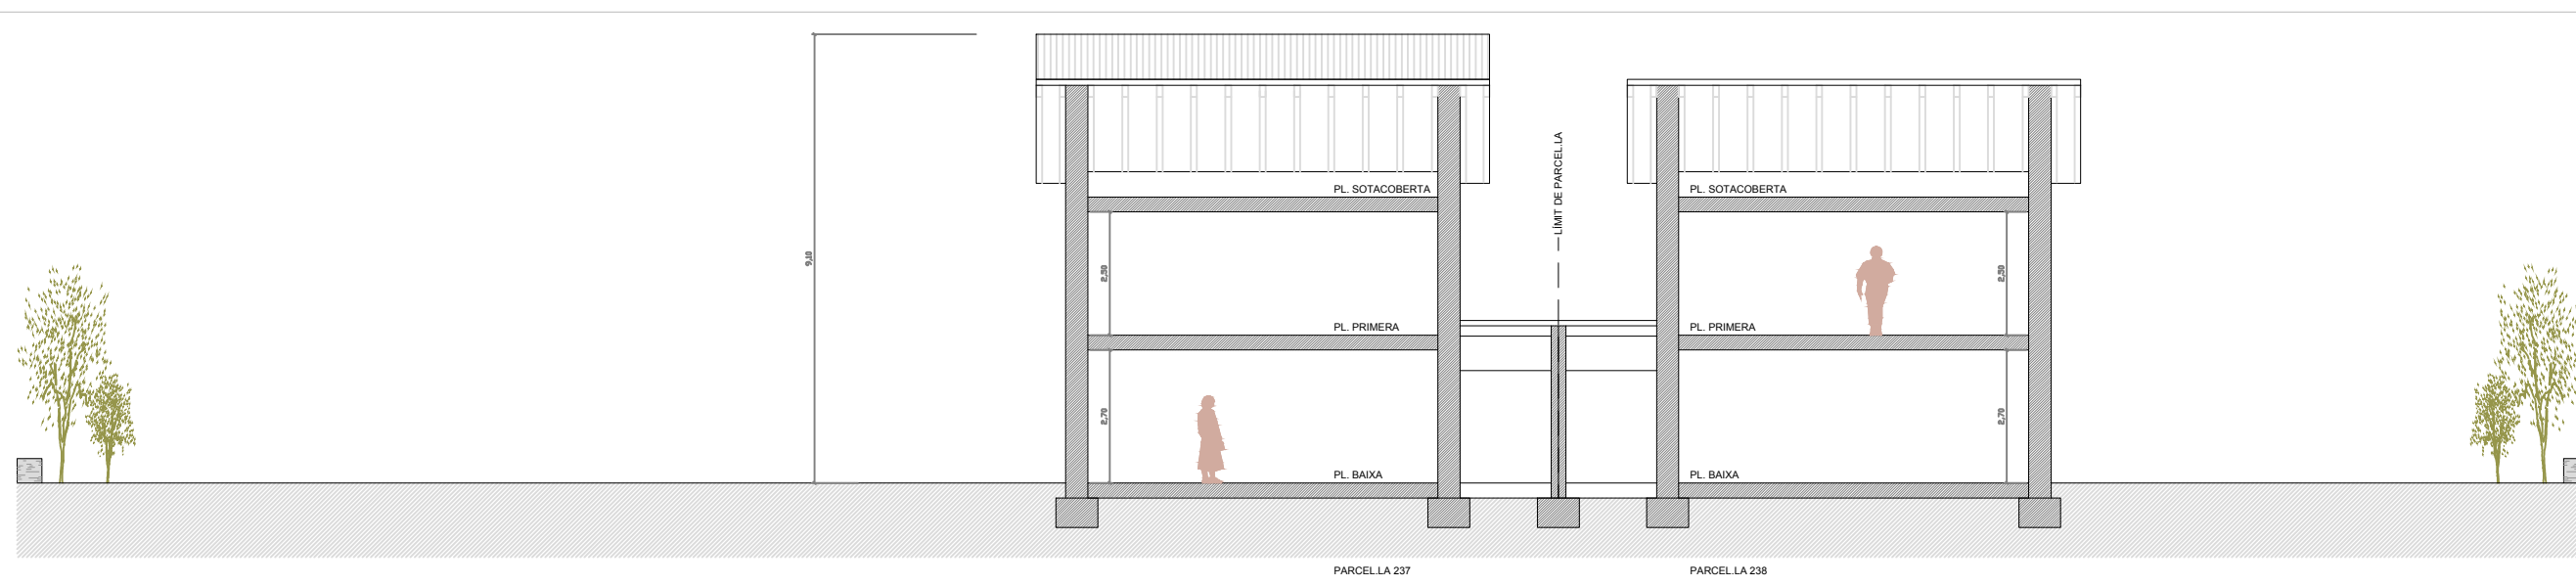 LÍMIT DE PARCEL.LA
PL. SOTACOBERTA
PL. SOTACOBERTA
9,10
2,50
2,50
PL. PRIMERA
PL. PRIMERA
2,70
2,70
PL. BAIXA
PL. BAIXA
PARCEL.LA 237
PARCEL.LA 238